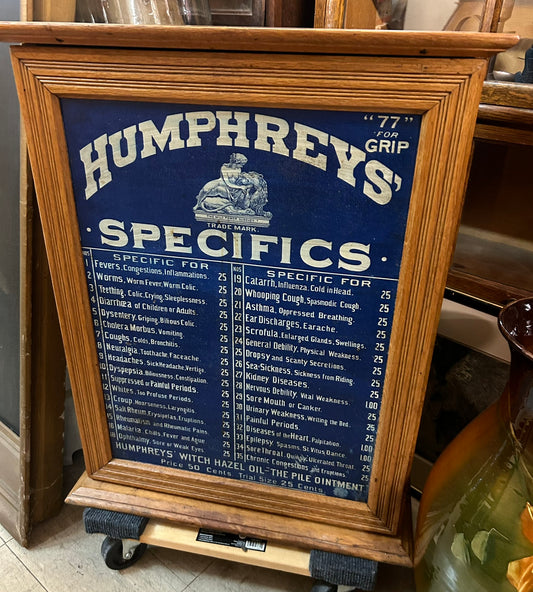 "77"
FOR
GRIP
HUMPHREYS'
TRADE MARK.
· SPECIFICS ·
NOS SPECIFIC FOR
1 Fevers, Congestions, Inflammations. 25
2 Worms, Worm Fever, Worm Colic. 25
3 Teething, Colic, Crying, Sleeplessness. 25
4 Diarrhœa of Children or Adults. 25
5 Dysentery, Griping, Bilious Colic. 25
6 Cholera Morbus, Vomiting. 25
7 Coughs, Colds, Bronchitis. 25
8 Neuralgia, Toothache, Faceache. 25
9 Headaches, Sick Headache, Vertigo. 25
10 Dyspepsia, Biliousness, Constipation. 25
11 Suppressed or Painful Periods. 25
12 Whites, Too Profuse Periods. 25
13 Croup, Hoarseness, Laryngitis. 25
14 Salt Rheum, Erysipelas, Eruptions. 25
15 Rheumatism and Rheumatic Pains. 25
16 Malaria, Chills, Fever and Ague 25
Ophthalmy, Sore or Weak Eyes 25
NOS SPECIFIC FOR
19 Catarrh, Influenza, Cold in Head. 25
20 Whooping Cough, Spasmodic Cough. 25
21 Asthma, Oppressed Breathing. 25
22 Ear Discharges, Earache. 25
23 Scrofula, Enlarged Glands, Swellings. 25
24 General Debility, Physical Weakness. 25
25 Dropsy and Scanty Secretions. 25
26 Sea-Sickness, Sickness from Riding. 25
27 Kidney Diseases. 25
28 Nervous Debility, Vital Weakness. 1.00
29 Sore Mouth or Canker. 25
30 Urinary Weakness, Wetting the Bed. 25
31 Painful Periods. 25
32 Diseases of the Heart, Palpitation. 1.00
33 Epilepsy, Spasms, St. Vitus' Dance. 1.00
34 Sore Throat, Quinsy, Ulcerated Throat. 25
35 Chronic Congestions, and Eruptions. 25
HUMPHREYS' WITCH HAZEL OIL "THE PILE OINTMENT"
Price 50 Cents. Trial Size 25 Cents.